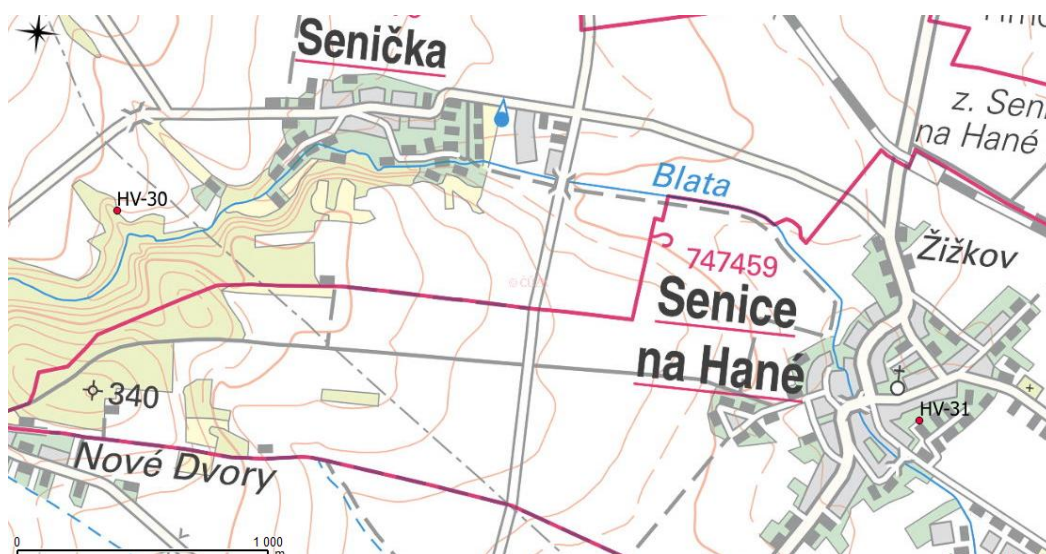 Senička
z. Seni
na Hané
HV-30
Blata
Žižkov
747459
Senice
na Hané
340
HV-31
Nové Dvory
0
1 000
m
+